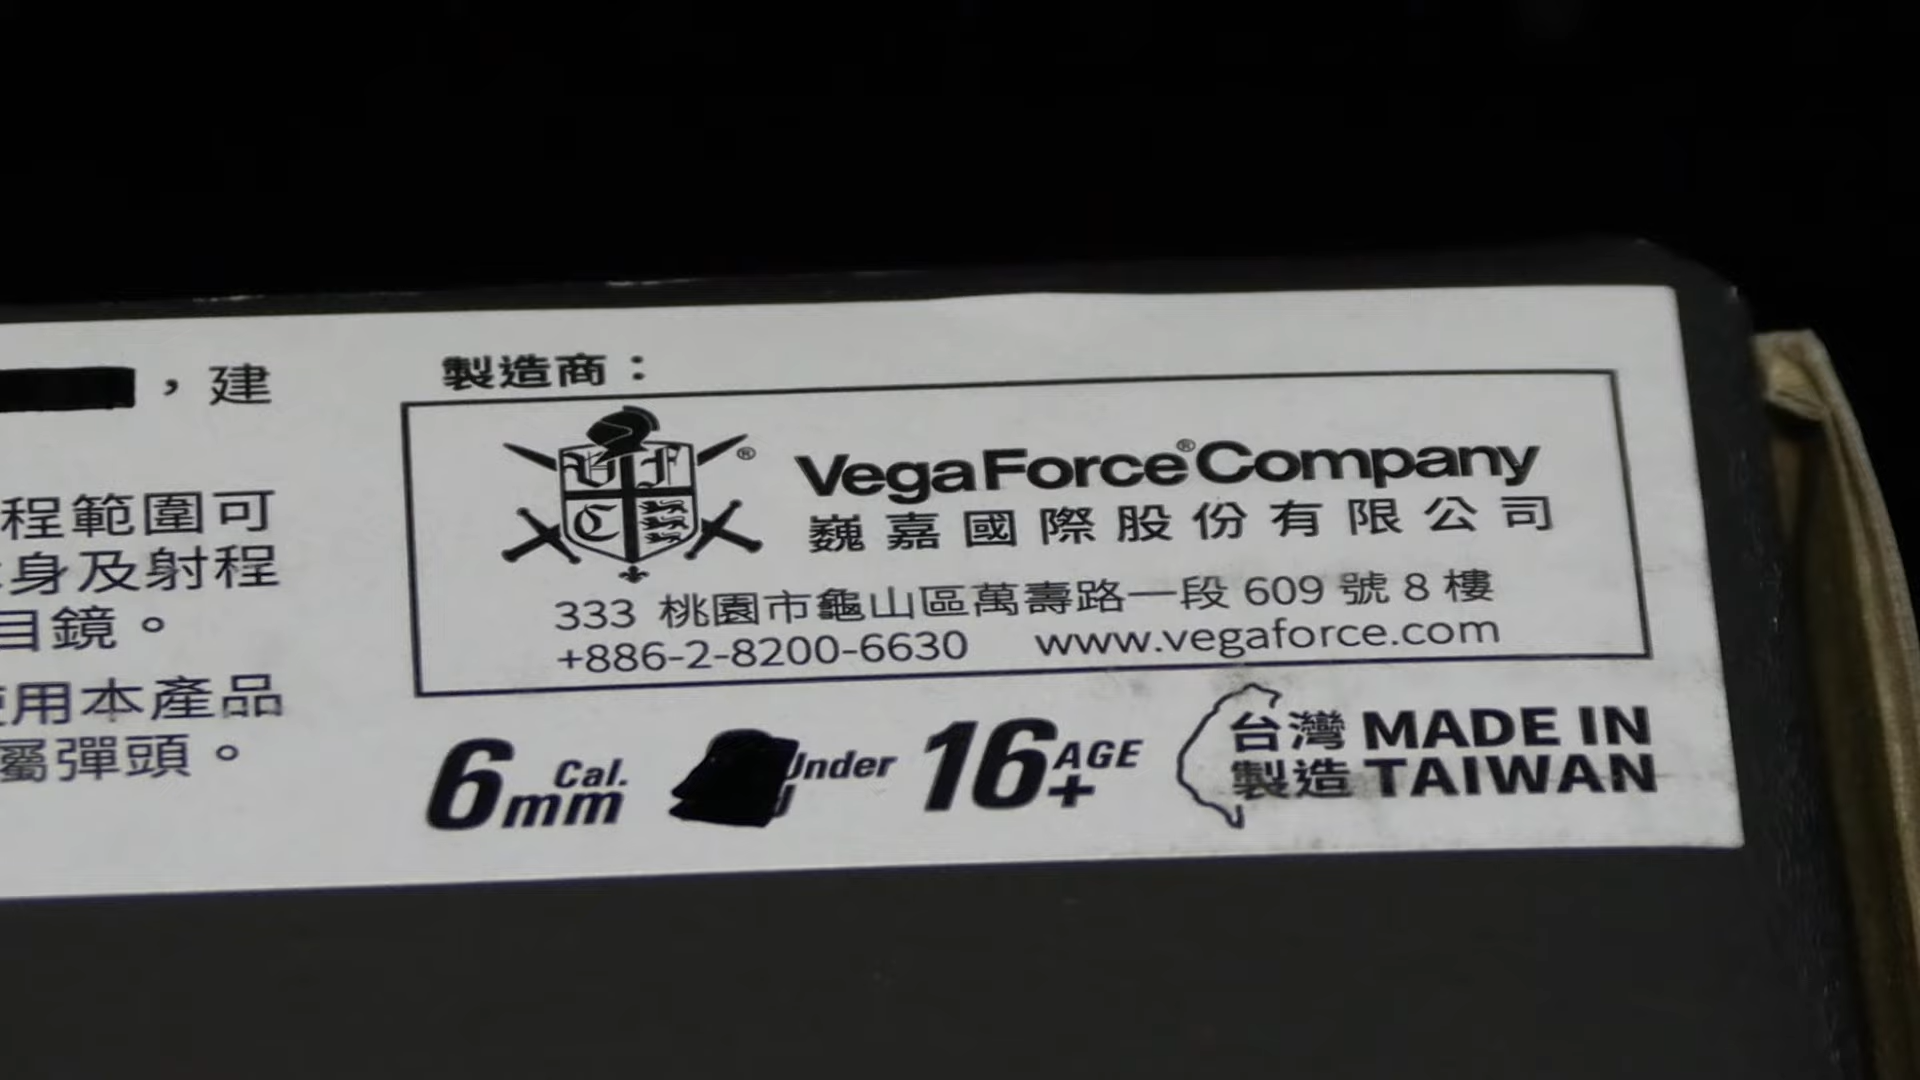 ，建
程範圍可
身及射程
目鏡。
用本產品
屬彈頭。
製造商：
VFC
®
VegaForce®Company
巍嘉國際股份有限公司
333 桃園市龜山區萬壽路一段 609 號 8 樓
+886-2-8200-6630 www.vegaforce.com
6mm Cal.
Under
16+ AGE
台灣製造 MADE IN TAIWAN